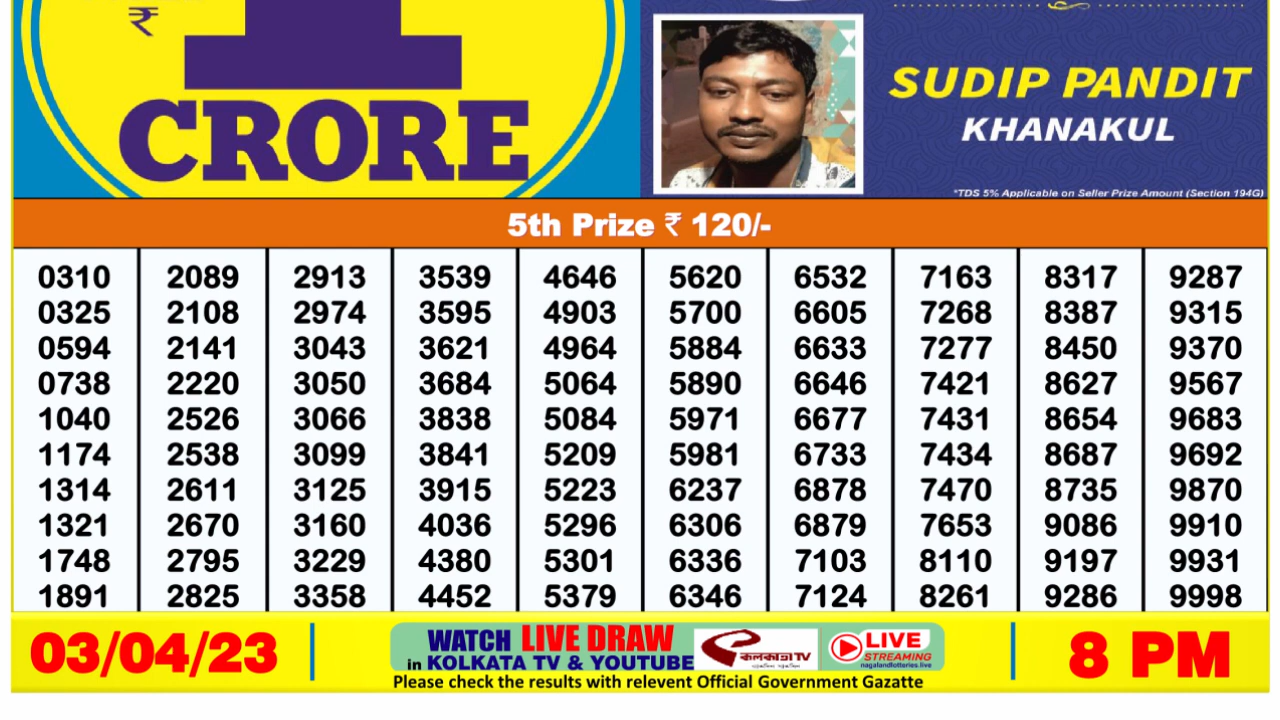 ₹
1
CRORE
SUDIP PANDIT
KHANAKUL
*TDS 5% Applicable on Seller Prize Amount (Section 194G)
5th Prize ₹ 120/-
0310 2089 2913 3539 4646 5620 6532 7163 8317 9287
0325 2108 2974 3595 4903 5700 6605 7268 8387 9315
0594 2141 3043 3621 4964 5884 6633 7277 8450 9370
0738 2220 3050 3684 5064 5890 6646 7421 8627 9567
1040 2526 3066 3838 5084 5971 6677 7431 8654 9683
1174 2538 3099 3841 5209 5981 6733 7434 8687 9692
1314 2611 3125 3915 5223 6237 6878 7470 8735 9870
1321 2670 3160 4036 5296 6306 6879 7653 9086 9910
1748 2795 3229 4380 5301 6336 7103 8110 9197 9931
1891 2825 3358 4452 5379 6346 7124 8261 9286 9998
03/04/23
WATCH LIVE DRAW
in KOLKATA TV & YOUTUBE
কলকাতা TV
LIVE
STREAMING
nagalandlotteries.live
8 PM
Please check the results with relevent Official Government Gazatte